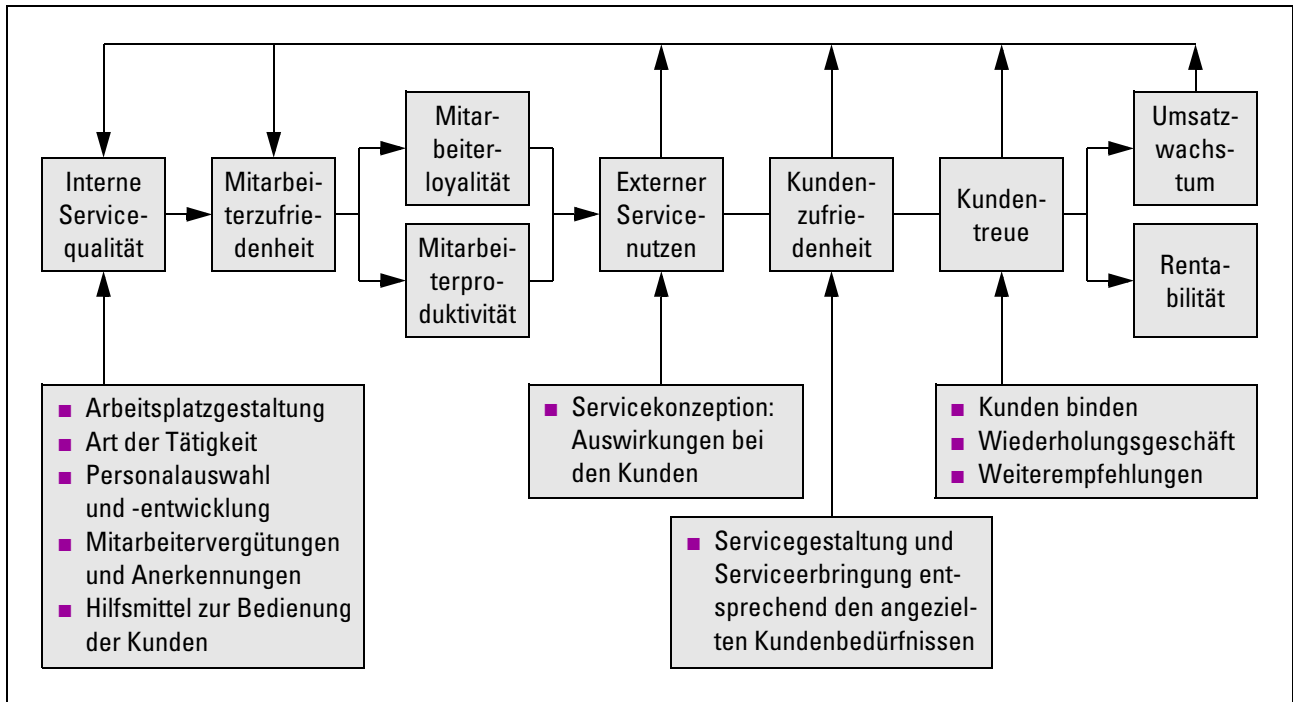 Interne
Service-
qualität
Mitarbei-
terzufrie-
denheit
Mitar-
beiter-
loyalität
Mitarbei-
terpro-
duktivität
Externer
Service-
nutzen
Kunden-
zufrie-
denheit
Kunden-
treue
Umsatz-
wachs-
tum
Renta-
bilität
■ Arbeitsplatzgestaltung
■ Art der Tätigkeit
■ Personalauswahl
und -entwicklung
■ Mitarbeitervergütungen
und Anerkennungen
■ Hilfsmittel zur Bedienung
der Kunden
■ Servicekonzeption:
Auswirkungen bei
den Kunden
■ Servicegestaltung und
Serviceerbringung ent-
sprechend den angeziel-
ten Kundenbedürfnissen
■ Kunden binden
■ Wiederholungsgeschäft
■ Weiterempfehlungen